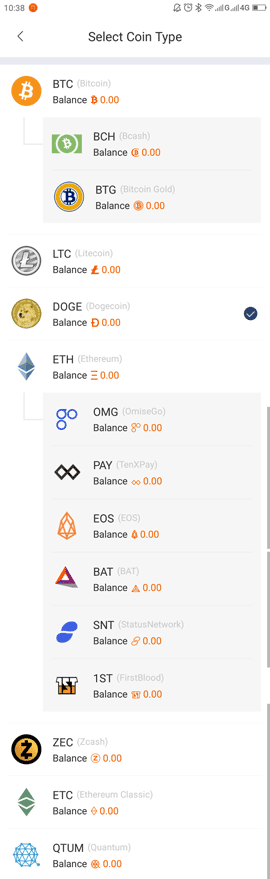 10:38
4G
Select Coin Type
BTC (Bitcoin)
Balance 0.00
BCH (Bcash)
Balance 0.00
BTG (Bitcoin Gold)
Balance 0.00
LTC (Litecoin)
Balance 0.00
DOGE (Dogecoin)
Balance 0.00
ETH (Ethereum)
Balance 0.00
OMG (OmiseGo)
Balance 0.00
PAY (TenXPay)
Balance 0.00
EOS (EOS)
Balance 0.00
BAT (BAT)
Balance 0.00
SNT (StatusNetwork)
Balance 0.00
1ST (FirstBlood)
Balance 0.00
ZEC (Zcash)
Balance 0.00
ETC (Ethereum Classic)
Balance 0.00
QTUM (Quantum)
Balance 0.00